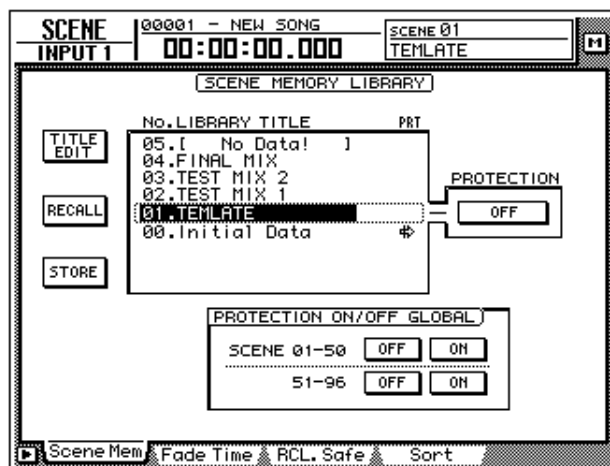 SCENE
INPUT 1
00001 - NEW SONG
00:00:00.000
SCENE 01
TEMLATE
M
SCENE MEMORY LIBRARY
No.LIBRARY TITLE PRT
TITLE
EDIT
05.[ No Data! ]
04.FINAL MIX
03.TEST MIX 2
02.TEST MIX 1
01.TEMLATE
00.Initial Data
RECALL
STORE
PROTECTION
OFF
PROTECTION ON/OFF GLOBAL
SCENE 01-50 OFF ON
51-96 OFF ON
Scene Mem Fade Time RCL. Safe Sort